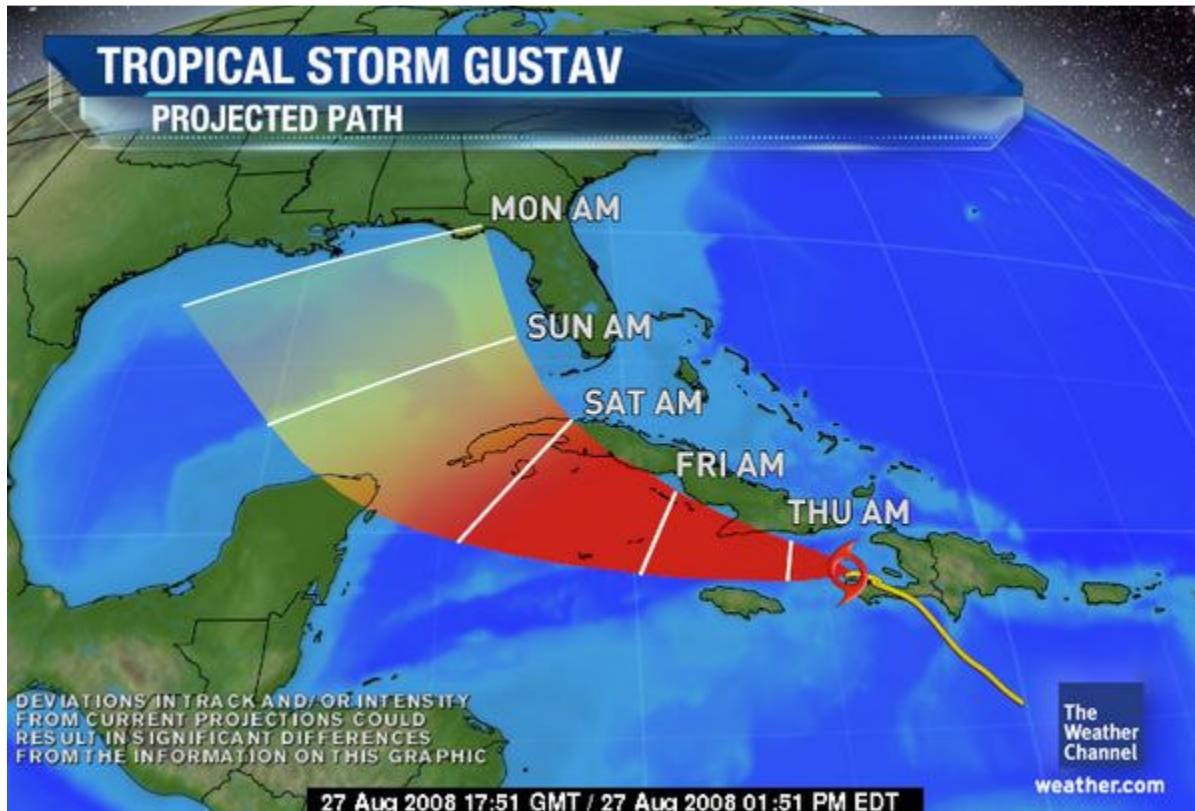 TROPICAL STORM GUSTAV
PROJECTED PATH
MON AM
SUN AM
SAT AM
FRI AM
THU AM
DEVIATIONS IN TRACK AND/OR INTENSITY
FROM CURRENT PROJECTIONS COULD
RESULT IN SIGNIFICANT DIFFERENCES
FROM THE INFORMATION ON THIS GRAPHIC
The
Weather
Channel
weather.com
27 Aug 2008 17:51 GMT / 27 Aug 2008 01:51 PM EDT